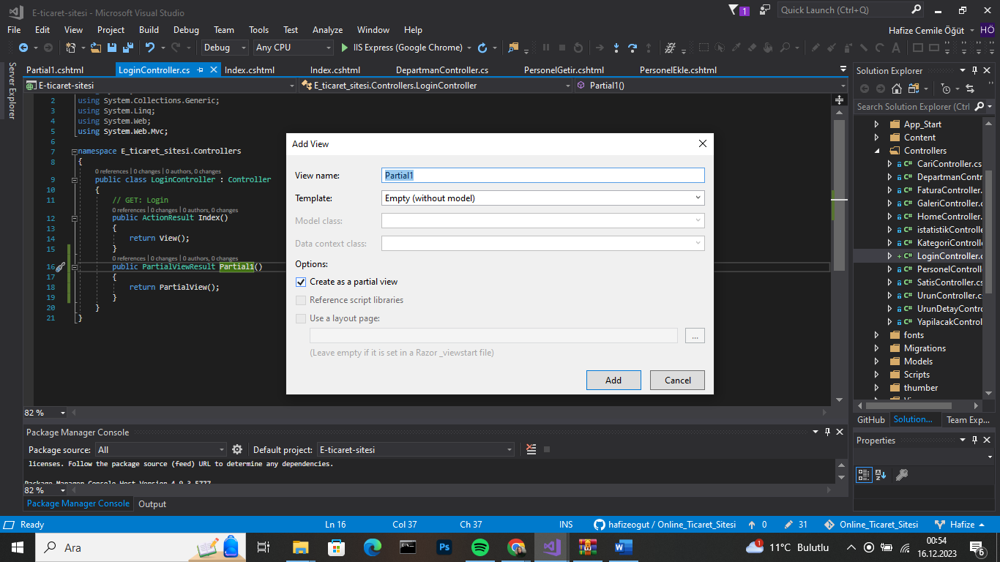 E-ticaret-sitesi - Microsoft Visual Studio
1
Quick Launch (Ctrl+Q)
File Edit View Project Build Debug Team Tools Test Analyze Window Help
Hafize Cemile Öğüt
HÖ
Debug
Any CPU
IIS Express (Google Chrome)
Server Explorer
Partial1.cshtml
LoginController.cs
Index.cshtml
Index.cshtml
DepartmanController.cs
PersonelGetir.cshtml
PersonelEkle.cshtml
E-ticaret-sitesi
E_ticaret_sitesi.Controllers.LoginController
Partial1()
2 using System.Collections.Generic;
3 using System.Linq;
4 using System.Web;
5 using System.Web.Mvc;
6
7 namespace E_ticaret_sitesi.Controllers
8 {
0 references | 0 changes | 0 authors, 0 changes
9 public class LoginController : Controller
10 {
11 // GET: Login
0 references | 0 changes | 0 authors, 0 changes
12 public ActionResult Index()
13 {
14 return View();
15 }
0 references | 0 changes | 0 authors, 0 changes
16 public PartialViewResult Partial1()
17 {
18 return PartialView();
19 }
20 }
21 }
82 %
Add View
View name: Partial1
Template: Empty (without model)
Model class:
Data context class:
Options:
Create as a partial view
Reference script libraries
Use a layout page:
...
(Leave empty if it is set in a Razor _viewstart file)
Add
Cancel
Solution Explorer
Search Solution Explorer (Ctrl
App_Start
Content
Controllers
C# CariController.cs
C# DepartmanContr
C# FaturaController.
C# GaleriController.
C# HomeController.
C# istatistikControlle
C# KategoriControlle
+ C# LoginController.c
C# PersonelControll
C# SatisController.cs
C# UrunController.c
C# UrunDetayContro
C# YapilacakControl
fonts
Migrations
Models
Scripts
thumber
GitHub
Solution...
Team Exp...
Properties
Package Manager Console
Package source: All
Default project: E-ticaret-sitesi
licenses. Follow the package source (feed) URL to determine any dependencies.
Package Manager Console Host Version 4.9.3.5777
82 %
Package Manager Console
Output
Ready
Ln 16
Col 37
Ch 37
INS
hafizeogut / Online_Ticaret_Sitesi
0
31
Online_Ticaret_Sitesi
Hafize
Ara
Ps
W
1
11°C Bulutlu
00:54
16.12.2023
6